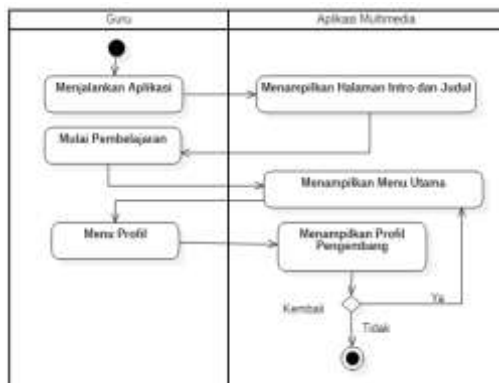 Guru
Aplikasi Multimedia
Menjalankan Aplikasi
Menampilkan Halaman Intro dan Judul
Mulai Pembelajaran
Menampilkan Menu Utama
Menu Profil
Menampilkan Profil
Pengembang
Kembali
Ya
Tidak